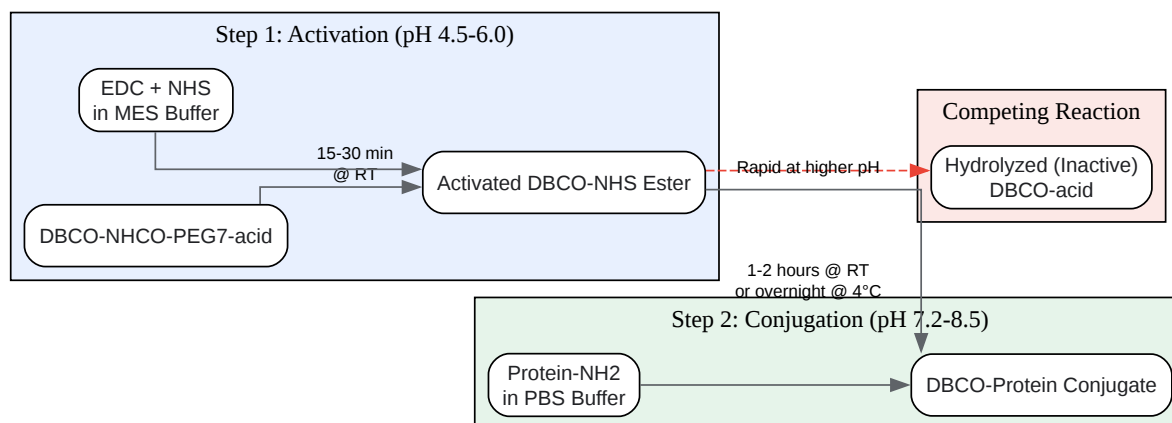 Step 1: Activation (pH 4.5-6.0)
EDC + NHS
in MES Buffer
15-30 min
@ RT
DBCO-NHCO-PEG7-acid
Activated DBCO-NHS Ester
Rapid at higher pH
Competing Reaction
Hydrolyzed (Inactive)
DBCO-acid
1-2 hours @ RT
or overnight @ 4°C
Step 2: Conjugation (pH 7.2-8.5)
Protein-NH2
in PBS Buffer
DBCO-Protein Conjugate